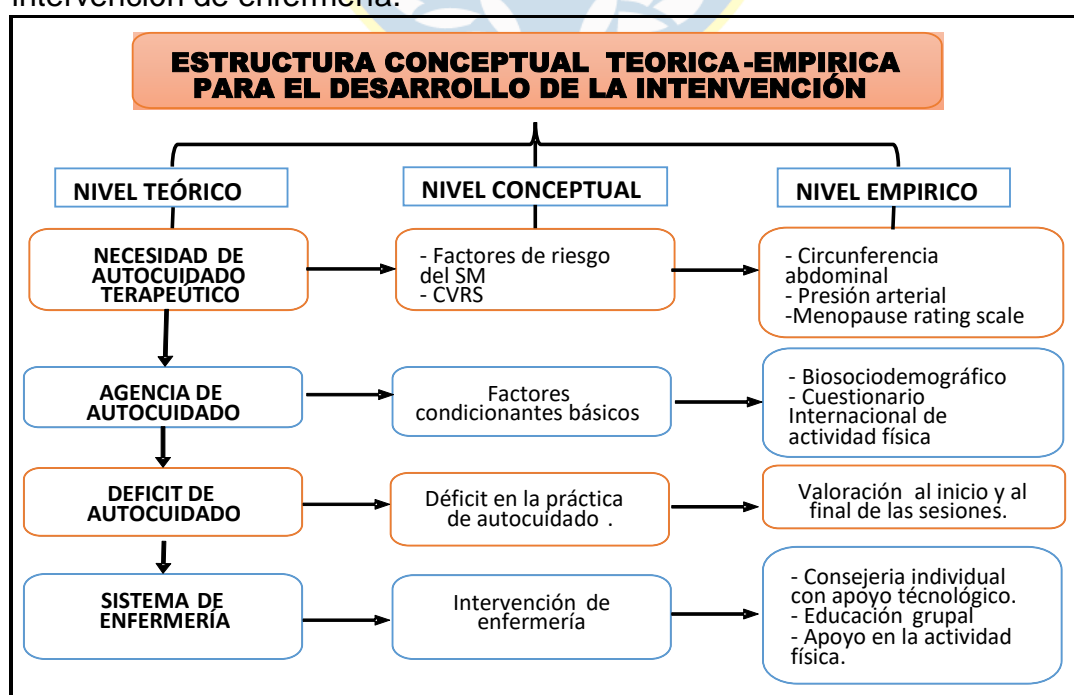 intervención de enfermería.
ESTRUCTURA CONCEPTUAL TEORICA-EMPIRICA
PARA EL DESARROLLO DE LA INTENVENCIÓN
NIVEL TEÓRICO
NIVEL CONCEPTUAL
NIVEL EMPIRICO
NECESIDAD DE
AUTOCUIDADO
TERAPEÚTICO
- Factores de riesgo
del SM
- CVRS
- Circunferencia
abdominal
- Presión arterial
-Menopause rating scale
AGENCIA DE
AUTOCUIDADO
Factores
condicionantes básicos
- Biosociodemográfico
- Cuestionario
Internacional de
actividad física
DEFICIT DE
AUTOCUIDADO
Déficit en la práctica
de autocuidado .
Valoración al inicio y al
final de las sesiones.
SISTEMA DE
ENFERMERÍA
Intervención de
enfermería
- Consejeria individual
con apoyo técnológico.
- Educación grupal
- Apoyo en la actividad
física.